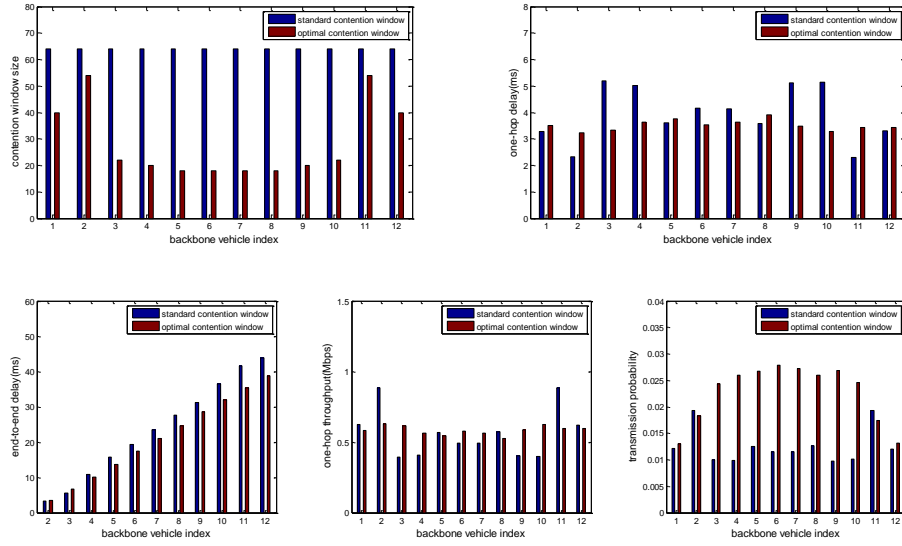 standard contention window
optimal contention window
80
70
60
50
40
30
20
10
0
contention window size
1 2 3 4 5 6 7 8 9 10 11 12
backbone vehicle index
standard contention window
optimal contention window
8
7
6
5
4
3
2
1
0
one-hop delay(ms)
1 2 3 4 5 6 7 8 9 10 11 12
backbone vehicle index
standard contention window
optimal contention window
60
50
40
30
20
10
0
end-to-end delay(ms)
2 3 4 5 6 7 8 9 10 11 12
backbone vehicle index
standard contention window
optimal contention window
1.5
1
0.5
0
one-hop throughput(Mbps)
1 2 3 4 5 6 7 8 9 10 11 12
backbone vehicle index
standard contention window
optimal contention window
0.04
0.035
0.03
0.025
0.02
0.015
0.01
0.005
0
transmission probability
1 2 3 4 5 6 7 8 9 10 11 12
backbone vehicle index